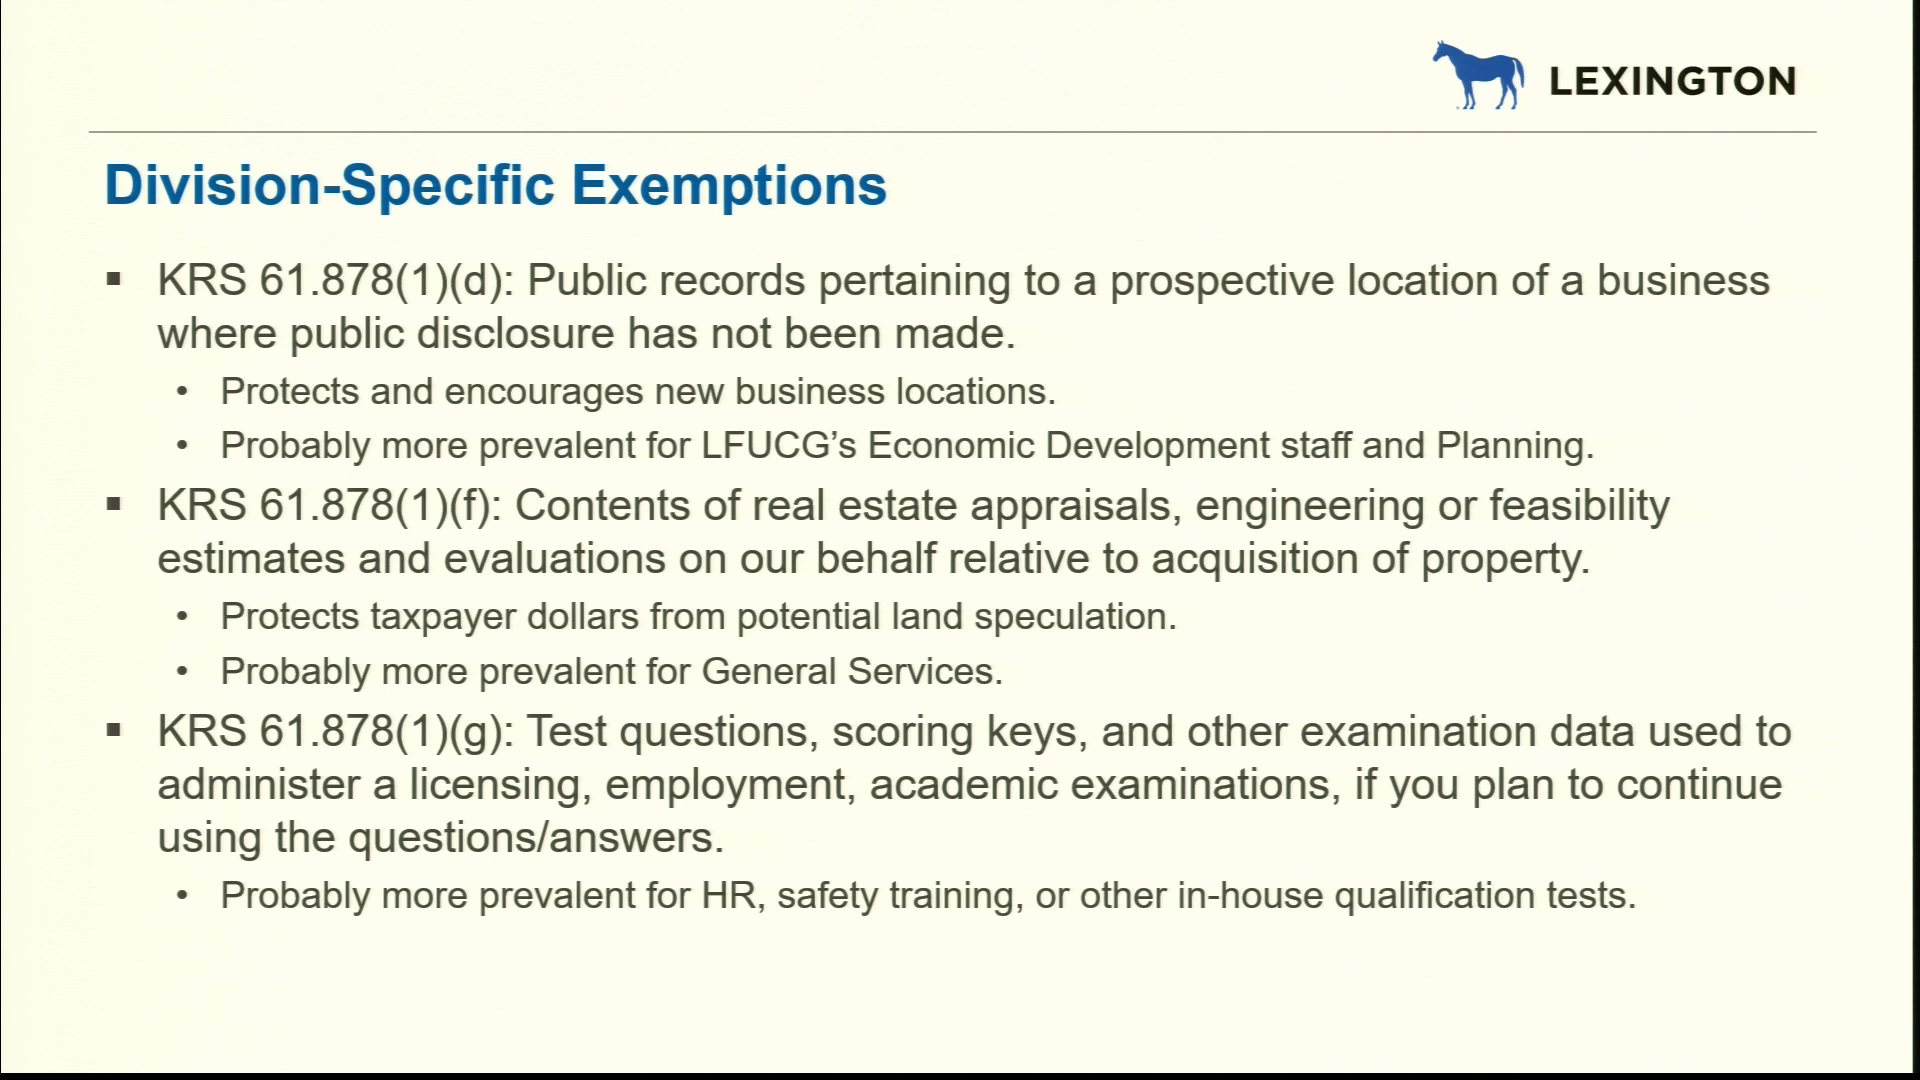 LEXINGTON
Division-Specific Exemptions
▪ KRS 61.878(1)(d): Public records pertaining to a prospective location of a business
where public disclosure has not been made.
• Protects and encourages new business locations.
• Probably more prevalent for LFUCG’s Economic Development staff and Planning.
▪ KRS 61.878(1)(f): Contents of real estate appraisals, engineering or feasibility
estimates and evaluations on our behalf relative to acquisition of property.
• Protects taxpayer dollars from potential land speculation.
• Probably more prevalent for General Services.
▪ KRS 61.878(1)(g): Test questions, scoring keys, and other examination data used to
administer a licensing, employment, academic examinations, if you plan to continue
using the questions/answers.
• Probably more prevalent for HR, safety training, or other in-house qualification tests.